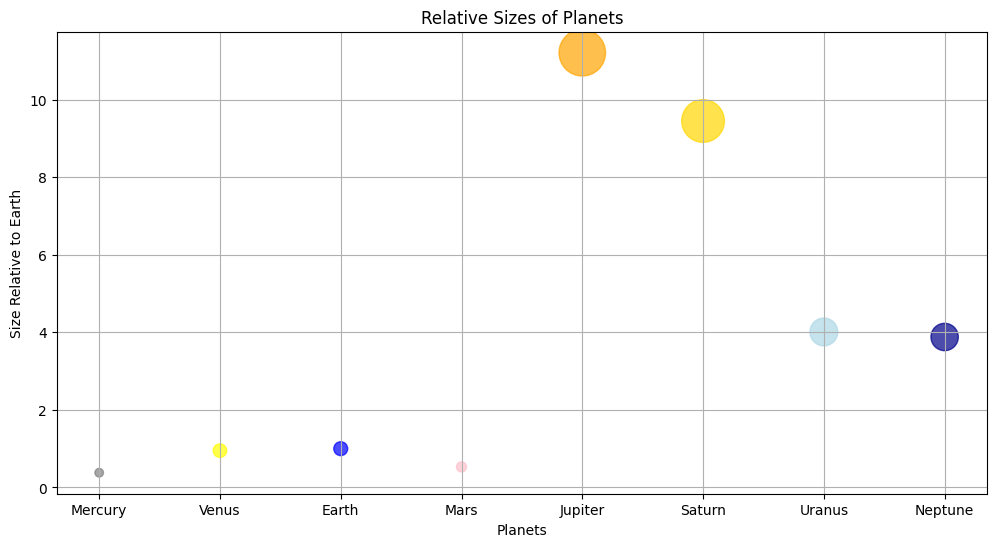 Relative Sizes of Planets
Size Relative to Earth
10
8
6
4
2
0
Mercury Venus Earth Mars Jupiter Saturn Uranus Neptune
Planets